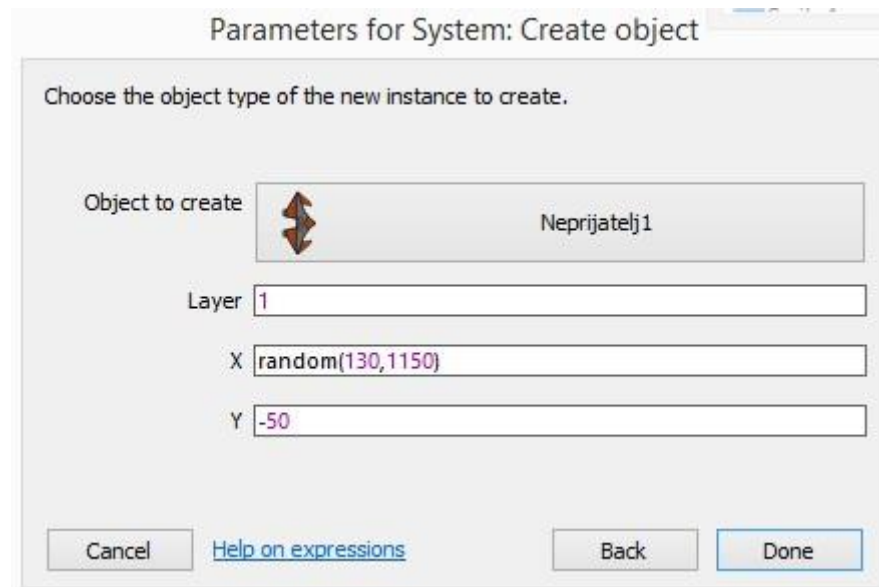 Parameters for System: Create object
Choose the object type of the new instance to create.
Object to create
Neprijatelj1
Layer 1
X random(130,1150)
Y -50
Cancel Help on expressions Back Done